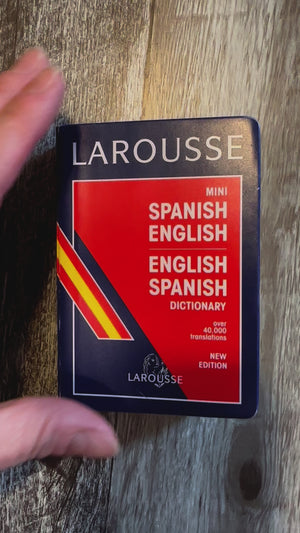 LAROUSSE
MINI
SPANISH
ENGLISH
ENGLISH
SPANISH
DICTIONARY
over
40,000
translations
NEW
EDITION
LAROUSSE